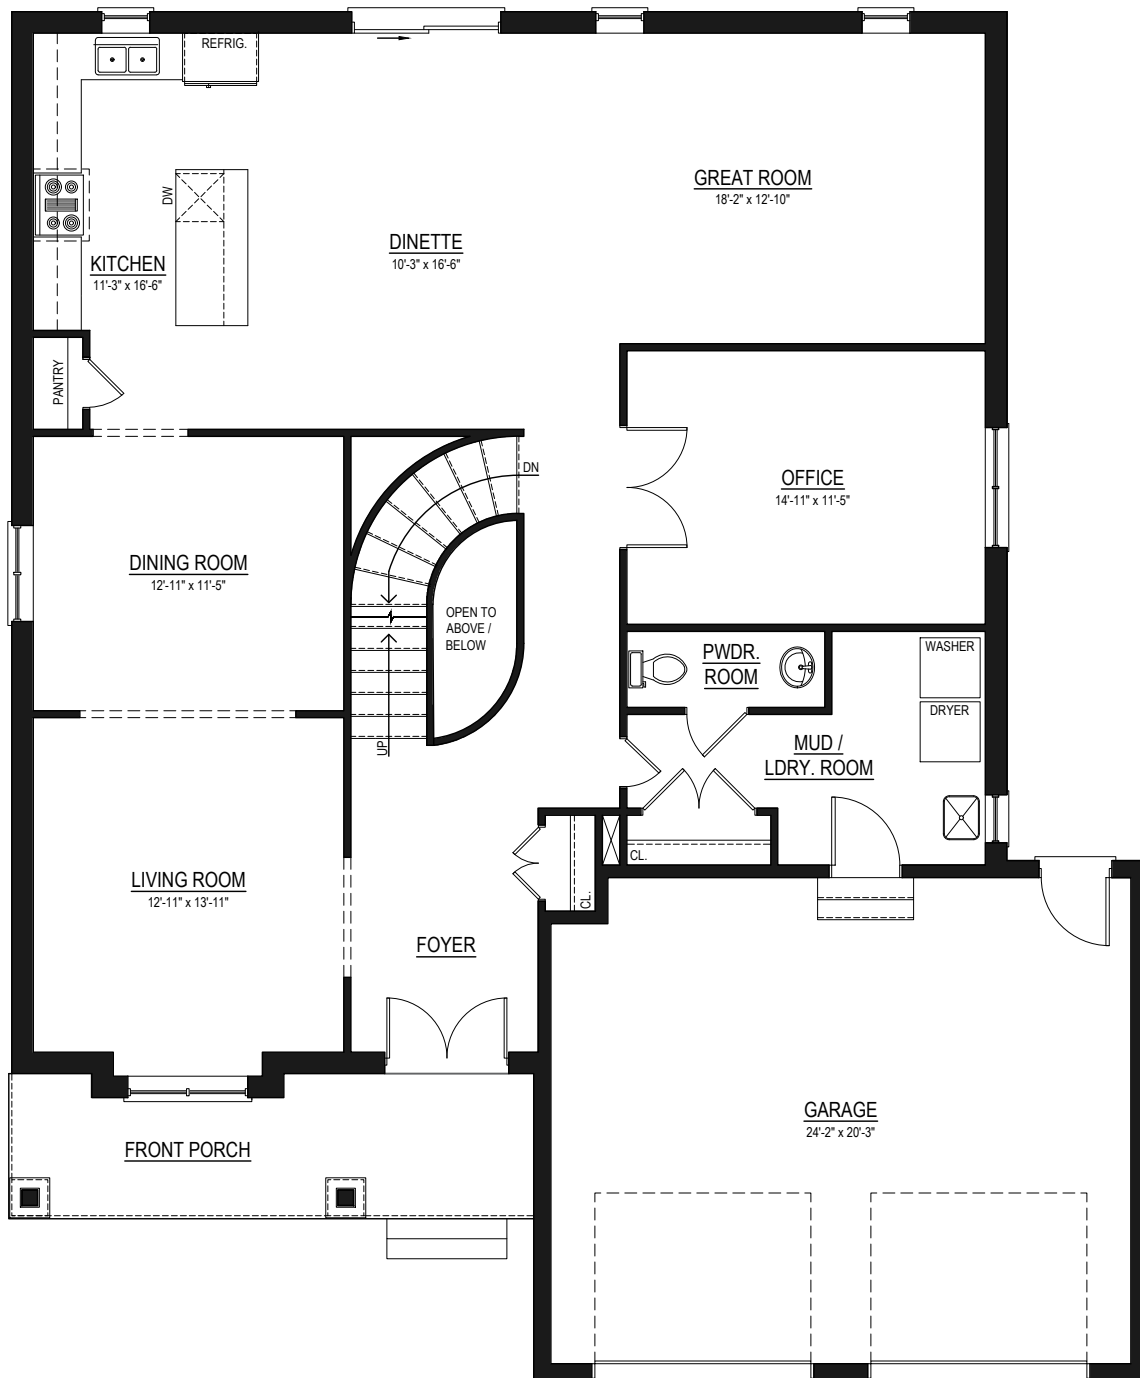 REFRIG.
GREAT ROOM
18'-2" x 12'-10"
DW
DINETTE
10'-3" x 16'-6"
KITCHEN
11'-3" x 16'-6"
PANTRY
DN
OFFICE
14'-11" x 11'-5"
DINING ROOM
12'-11" x 11'-5"
OPEN TO
ABOVE /
BELOW
PWDR.
ROOM
WASHER
DRYER
UP
MUD /
LDRY. ROOM
CL.
CL.
LIVING ROOM
12'-11" x 13'-11"
FOYER
GARAGE
24'-2" x 20'-3"
FRONT PORCH